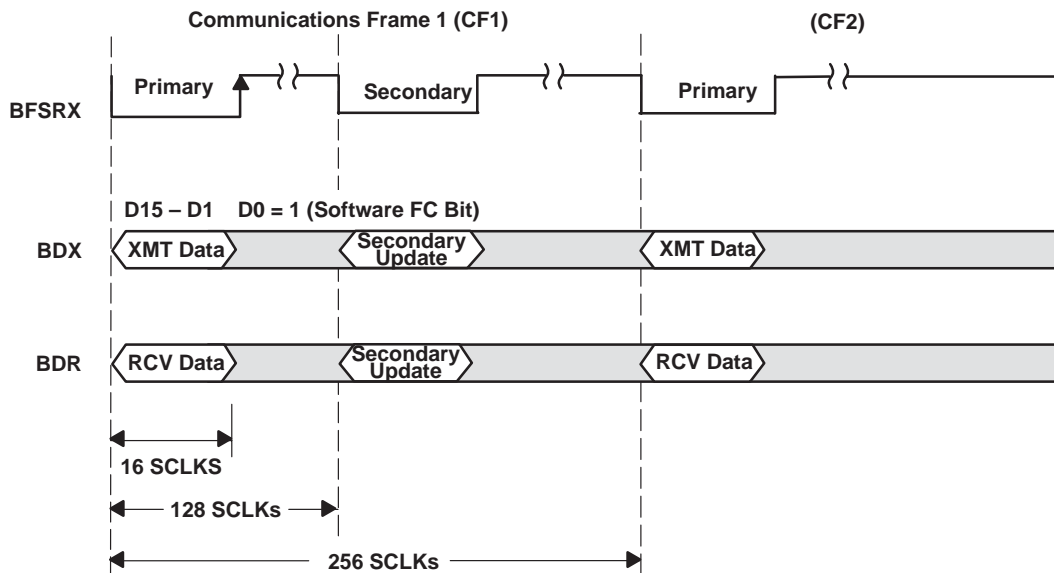 Communications Frame 1 (CF1)
(CF2)
BFSRX
Primary
Secondary
Primary
D15 – D1
D0 = 1 (Software FC Bit)
BDX
XMT Data
Secondary
Update
XMT Data
BDR
RCV Data
Secondary
Update
RCV Data
16 SCLKS
128 SCLKs
256 SCLKs